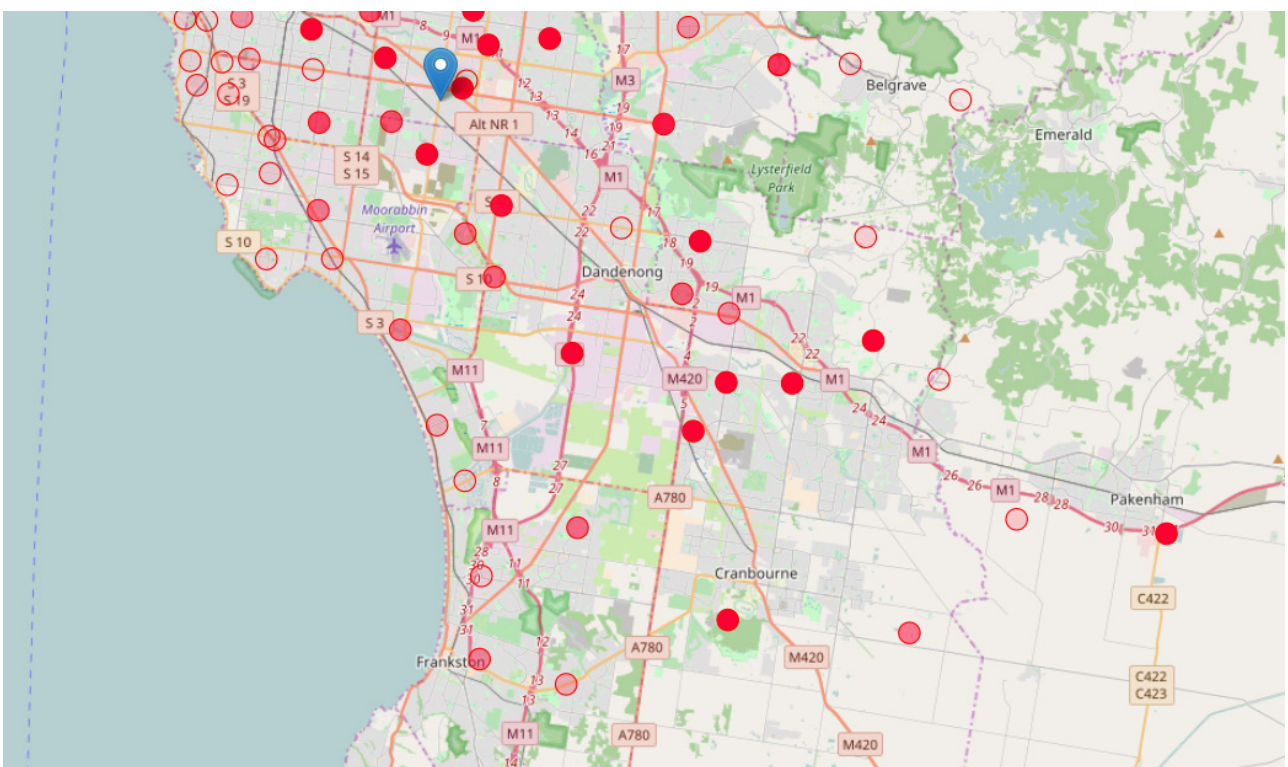 M1
8
9
M1
11
17
M3
12
13
13
14
16
19
19
19
21
S 3
S 19
Alt NR 1
Belgrave
Emerald
S 14
S 15
M1
Lysterfield
Park
Moorabbin
Airport
22
22
17
18
19
S 10
S 10
Dandenong
24
24
19
2
2
M1
S 3
4
22
22
M11
M420
5
M1
24
24
7
M11
8
27
27
M1
26
26
M1
28
28
Pakenham
30
31
A780
M11
28
30
30
11
11
Cranbourne
C422
31
31
12
Frankston
A780
M420
13
13
C422
C423
M11
14
A780
M420